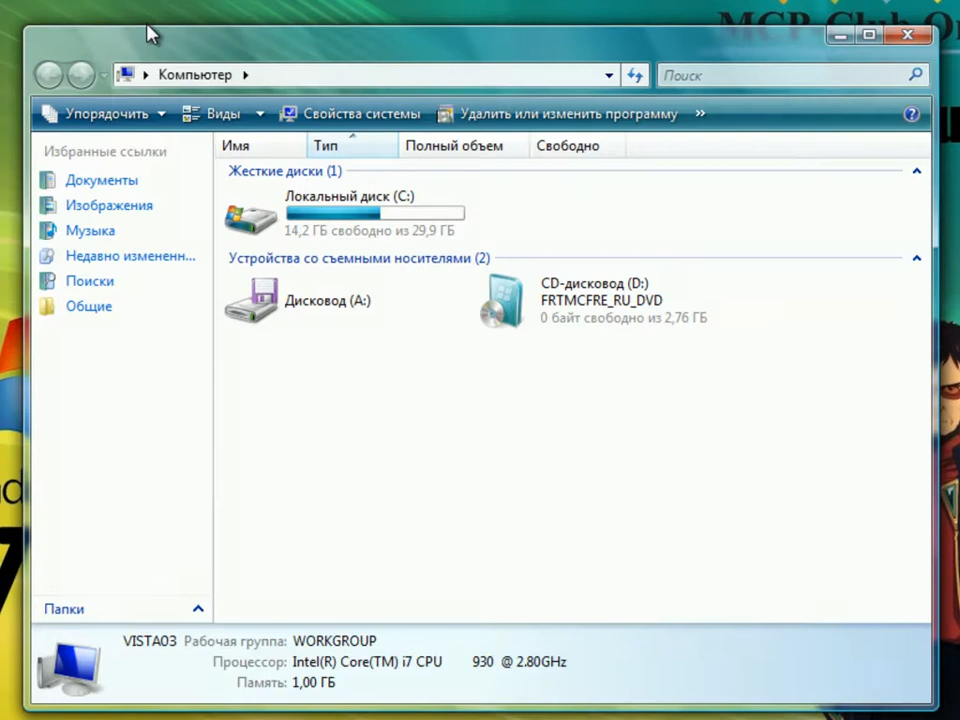 Компьютер
Поиск
Упорядочить Виды Свойства системы Удалить или изменить программу »
Избранные ссылки
Документы
Изображения
Музыка
Недавно измененн...
Поиски
Общие
Папки
Имя Тип Полный объем Свободно
Жесткие диски (1)
Локальный диск (C:)
14,2 ГБ свободно из 29,9 ГБ
Устройства со съемными носителями (2)
Дисковод (A:)
CD-дисковод (D:)
FRTMCFRE_RU_DVD
0 байт свободно из 2,76 ГБ
VISTA03 Рабочая группа: WORKGROUP
Процессор: Intel(R) Core(TM) i7 CPU 930 @ 2.80GHz
Память: 1,00 ГБ